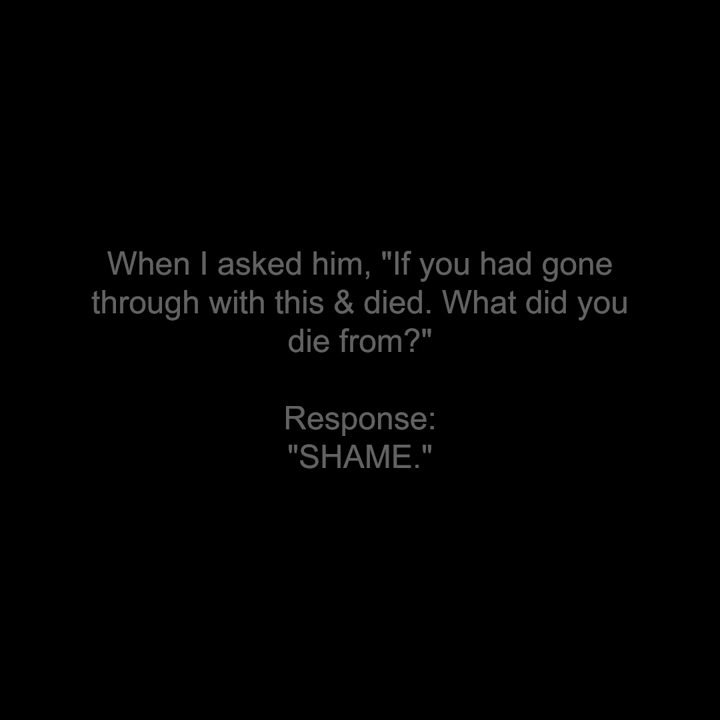 When I asked him, "If you had gone
through with this & died. What did you
die from?"
Response:
"SHAME."